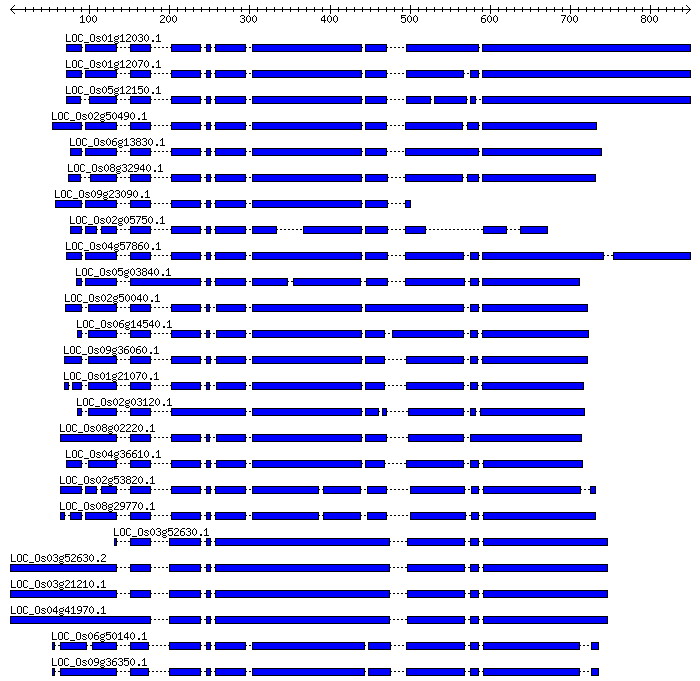 100 200 300 400 500 600 700 800
LOC_Os01g12030.1
LOC_Os01g12070.1
LOC_Os05g12150.1
LOC_Os02g50490.1
LOC_Os06g13830.1
LOC_Os08g32940.1
LOC_Os09g23090.1
LOC_Os02g05750.1
LOC_Os04g57860.1
LOC_Os05g03840.1
LOC_Os02g50040.1
LOC_Os06g14540.1
LOC_Os09g36060.1
LOC_Os01g21070.1
LOC_Os02g03120.1
LOC_Os08g02220.1
LOC_Os04g36610.1
LOC_Os02g53820.1
LOC_Os08g29770.1
LOC_Os03g52630.1
LOC_Os03g52630.2
LOC_Os03g21210.1
LOC_Os04g41970.1
LOC_Os06g50140.1
LOC_Os09g36350.1